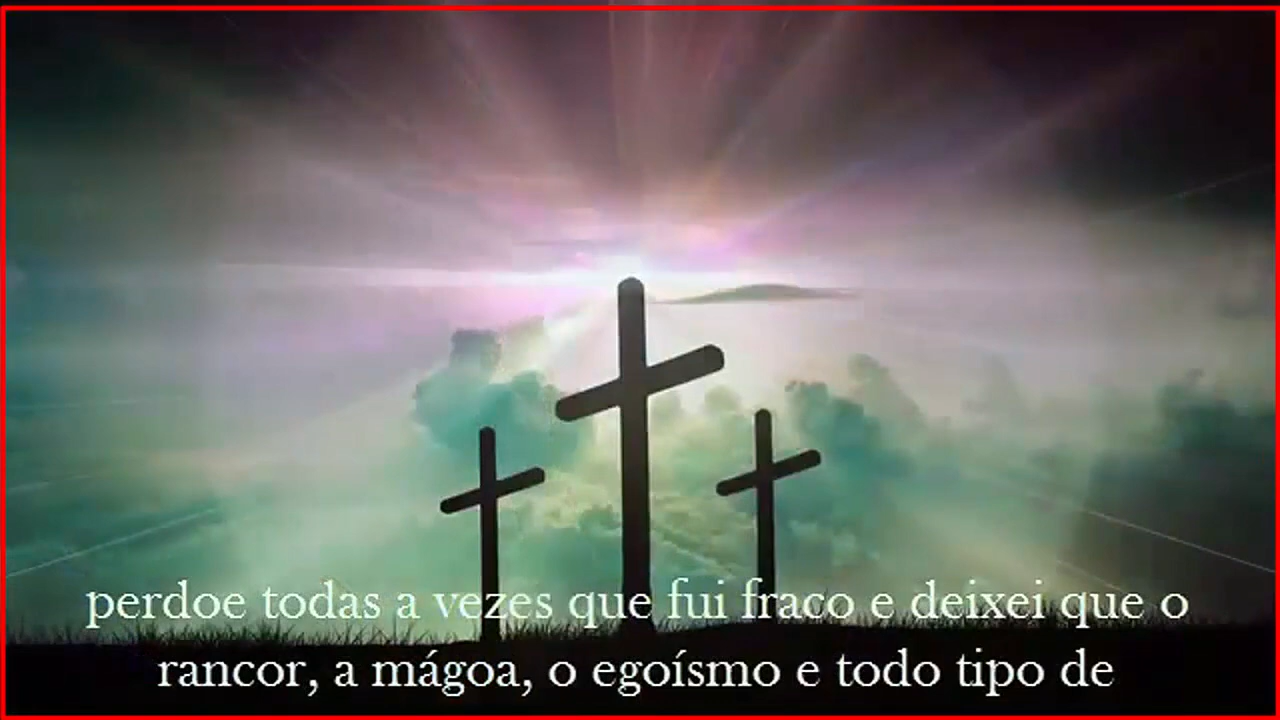 perdoe todas a vezes que fui fraco e deixei que o
rancor, a mágoa, o egoísmo e todo tipo de